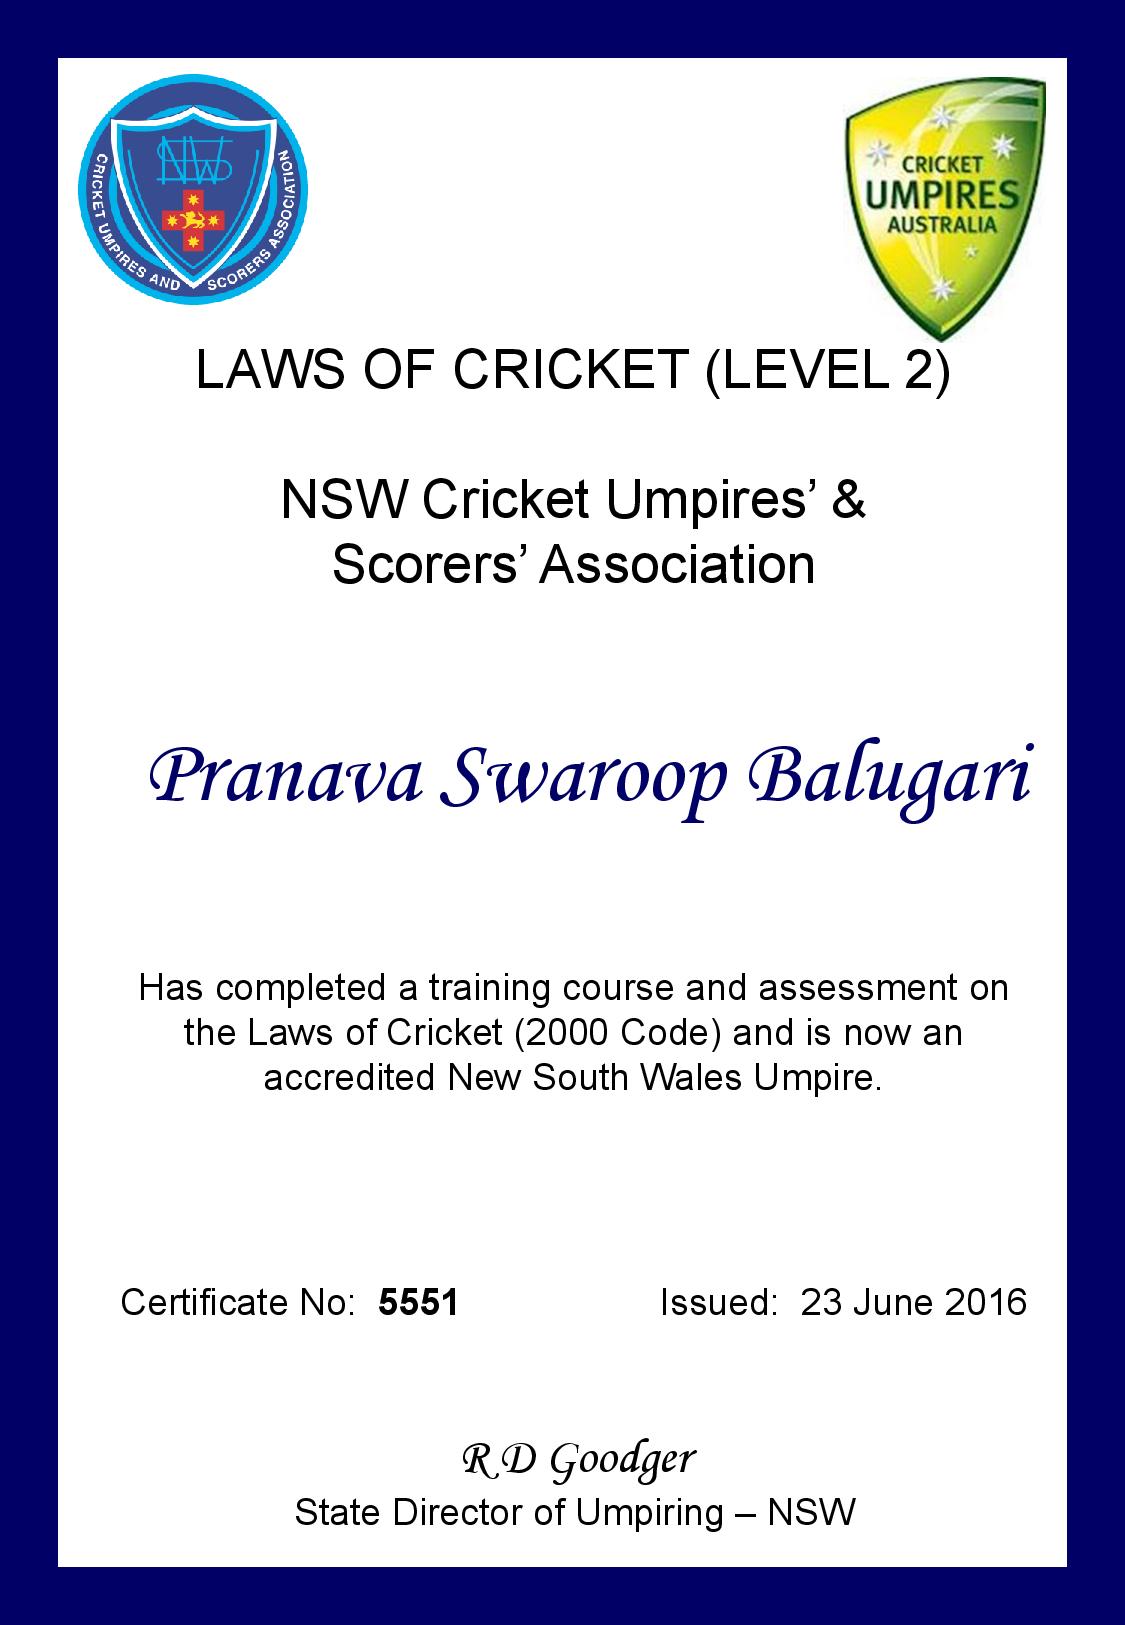 NSW
CRICKET UMPIRES AND SCORERS ASSOCIATION
CRICKET
UMPIRES
AUSTRALIA
LAWS OF CRICKET (LEVEL 2)
NSW Cricket Umpires’ &
Scorers’ Association
Pranava Swaroop Balugari
Has completed a training course and assessment on
the Laws of Cricket (2000 Code) and is now an
accredited New South Wales Umpire.
Certificate No: 5551 Issued: 23 June 2016
R D Goodger
State Director of Umpiring – NSW